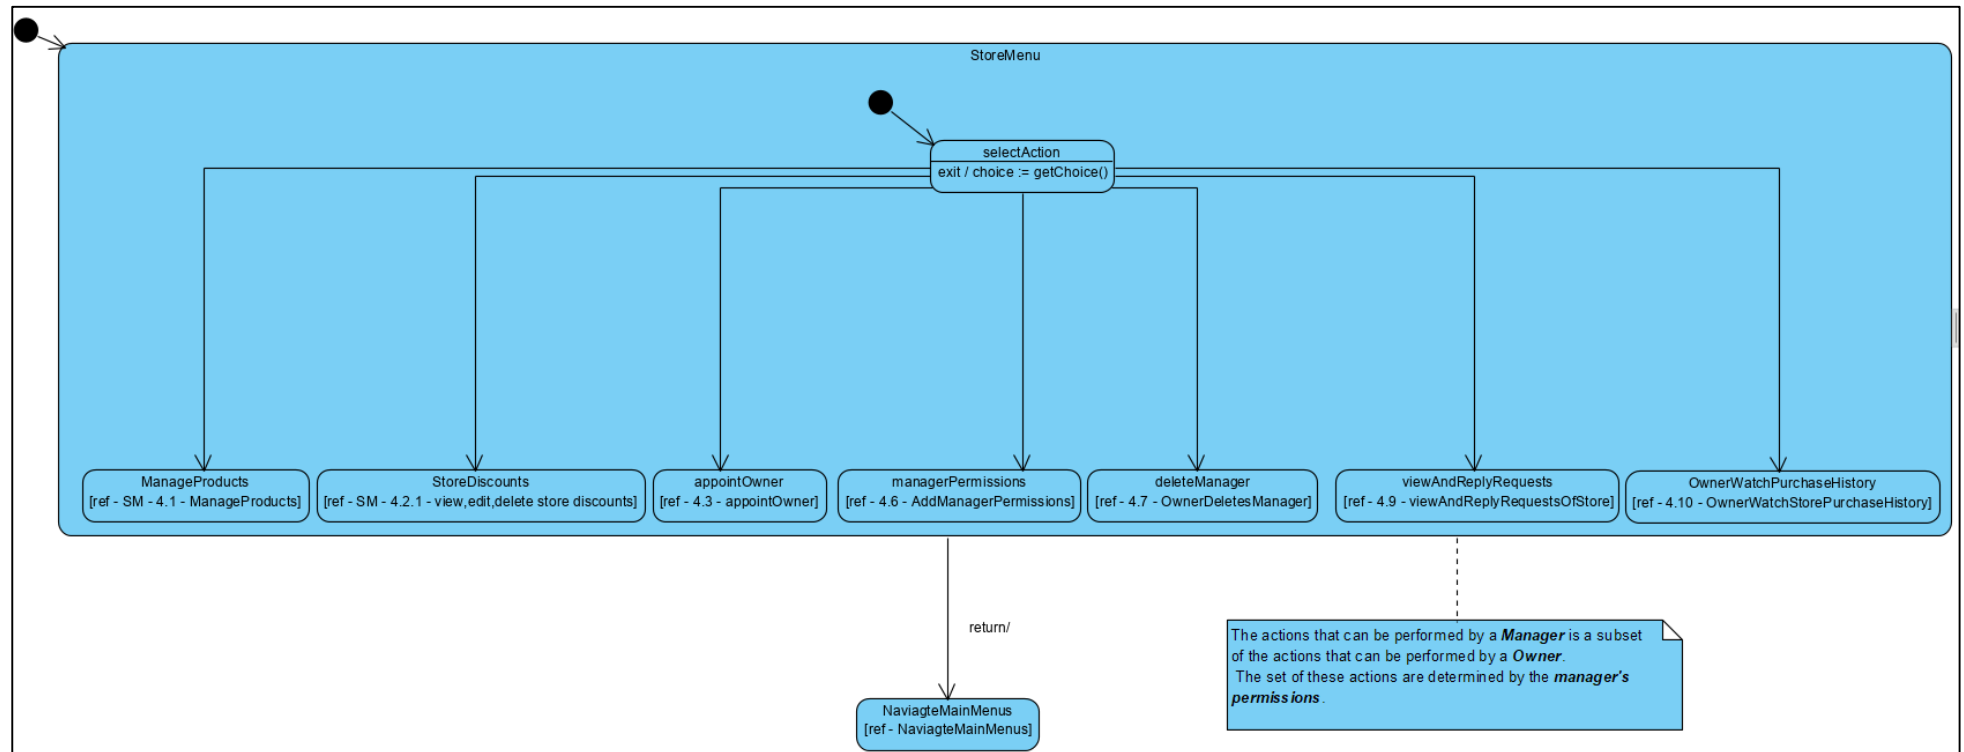 StoreMenu
selectAction
exit / choice := getChoice()
ManageProducts
[ref - SM - 4.1 - ManageProducts]
StoreDiscounts
[ref - SM - 4.2.1 - view,edit,delete store discounts]
appointOwner
[ref - 4.3 - appointOwner]
managerPermissions
[ref - 4.6 - AddManagerPermissions]
deleteManager
[ref - 4.7 - OwnerDeletesManager]
viewAndReplyRequests
[ref - 4.9 - viewAndReplyRequestsOfStore]
OwnerWatchPurchaseHistory
[ref - 4.10 - OwnerWatchStorePurchaseHistory]
return/
The actions that can be performed by a Manager is a subset
of the actions that can be performed by a Owner.
The set of these actions are determined by the manager's
permissions.
NaviagteMainMenus
[ref - NaviagteMainMenus]